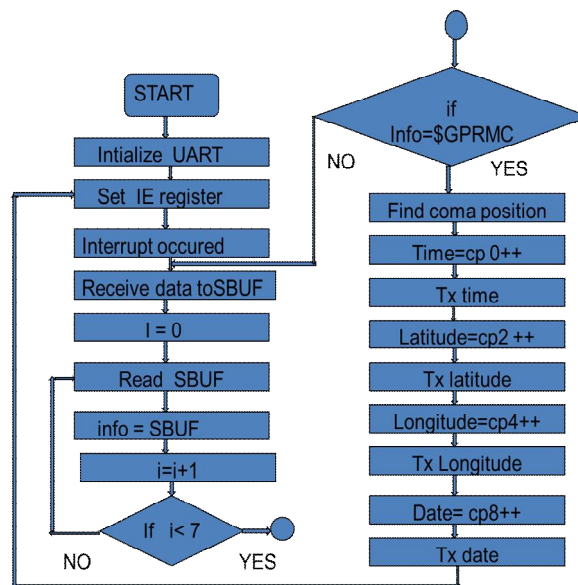 START
Intialize UART
Set IE register
Interrupt occured
Receive data toSBUF
I = 0
Read SBUF
info = SBUF
i=i+1
If i< 7
NO
YES
if
Info=$GPRMC
NO
YES
Find coma position
Time=cp 0++
Tx time
Latitude=cp2 ++
Tx latitude
Longitude=cp4++
Tx Longitude
Date= cp8++
Tx date